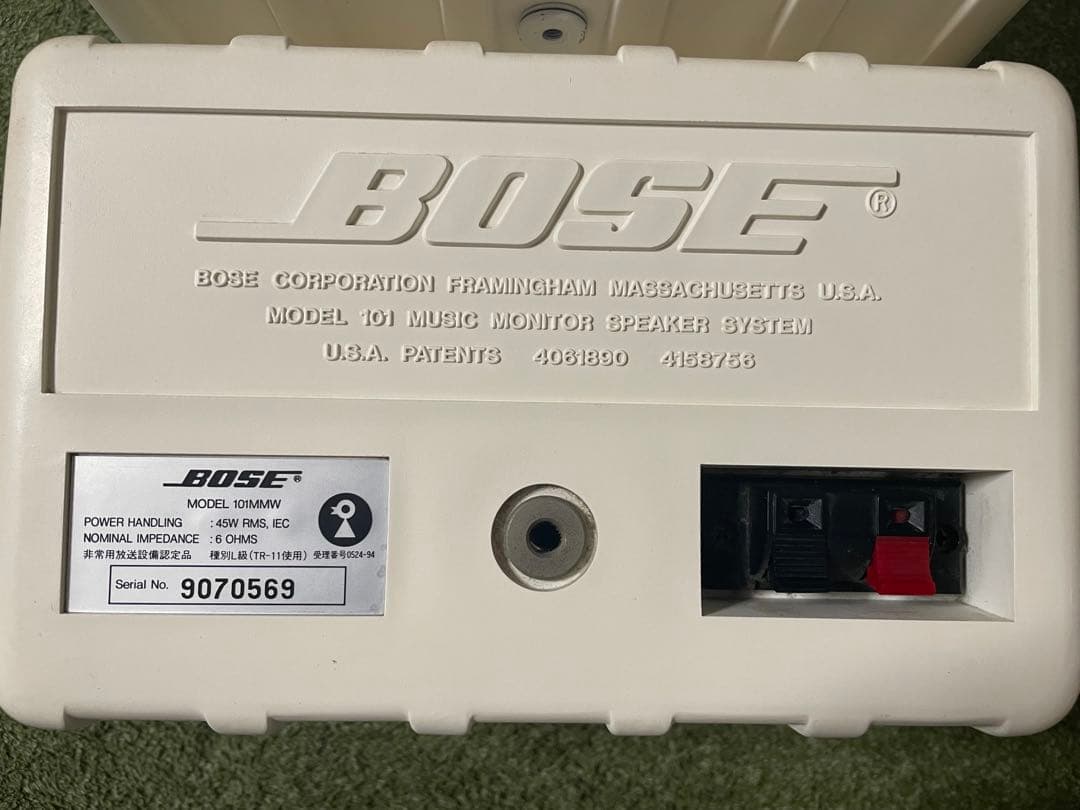 BOSE®
BOSE CORPORATION FRAMINGHAM MASSACHUSETTS U.S.A.
MODEL 101 MUSIC MONITOR SPEAKER SYSTEM
U.S.A. PATENTS 4061890 4158756
BOSE®
MODEL 101MMW
POWER HANDLING : 45W RMS, IEC
NOMINAL IMPEDANCE : 6 OHMS
非常用放送設備認定品 種別L級(TR-11使用) 受理番号0524-94
Serial No. 9070569